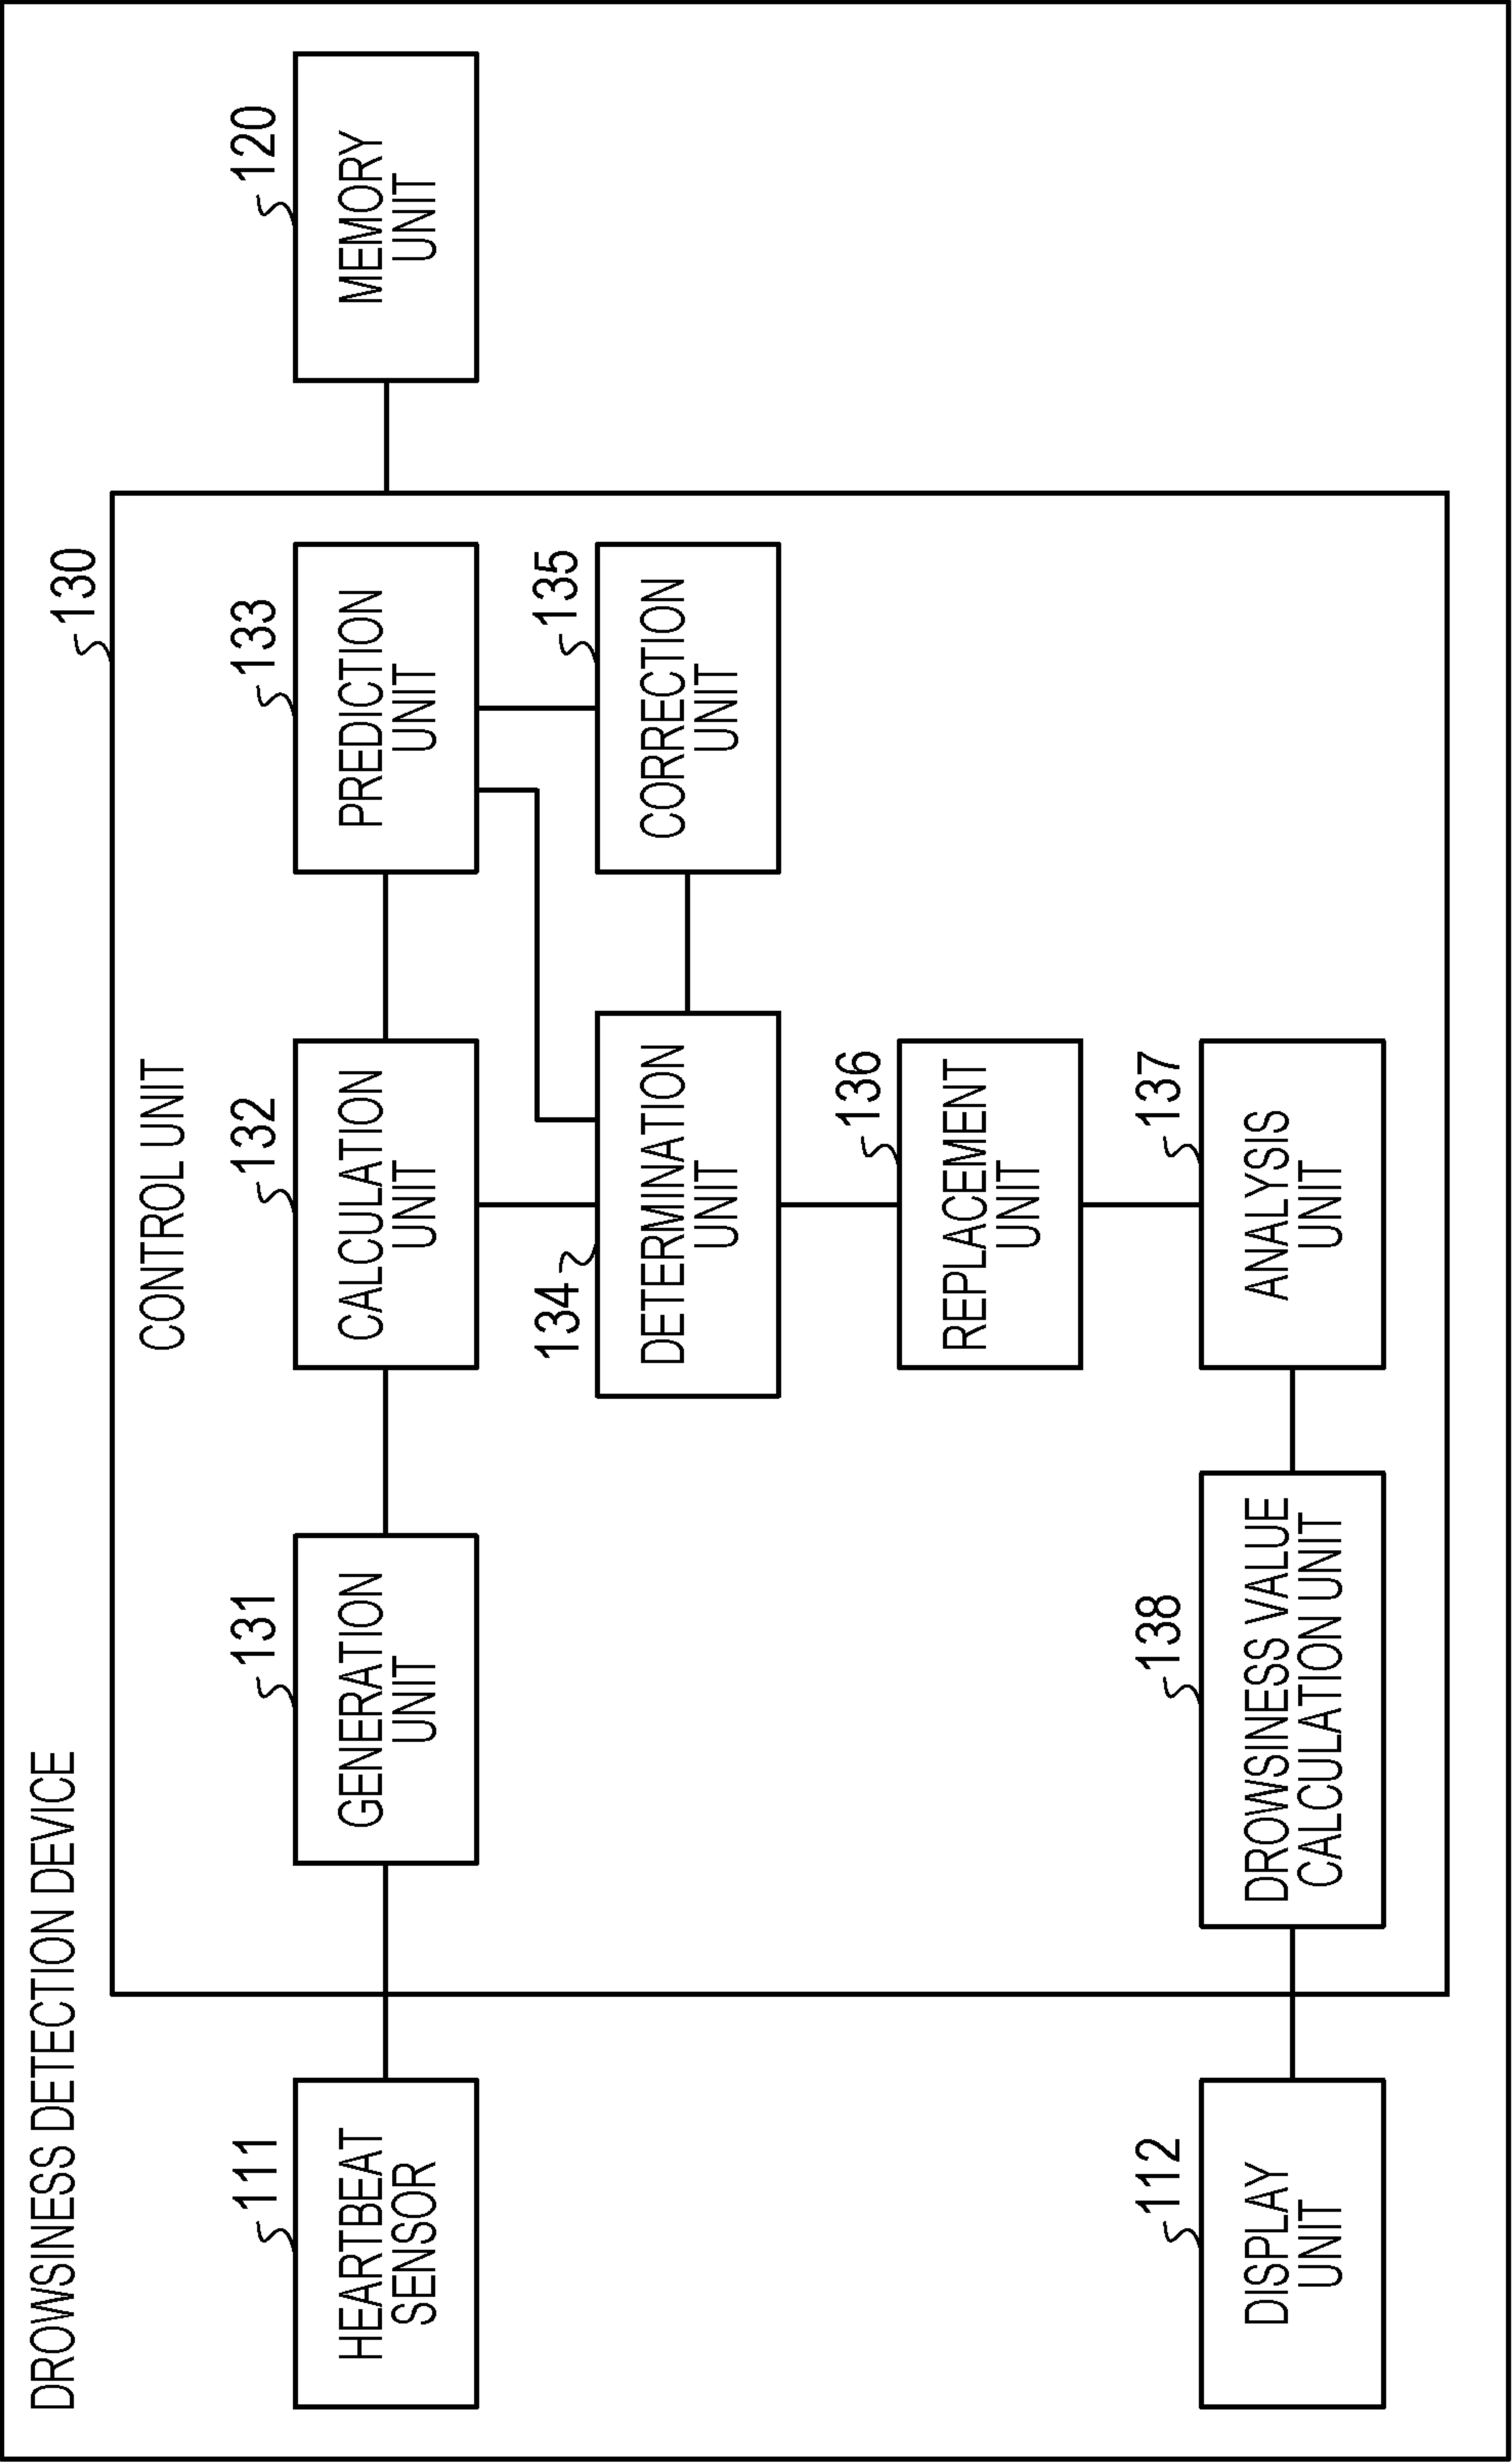 DROWSINESS DETECTION DEVICE
130
CONTROL UNIT
111
HEARTBEAT
SENSOR
131
GENERATION
UNIT
132
CALCULATION
UNIT
133
PREDICTION
UNIT
120
MEMORY
UNIT
134
DETERMINATION
UNIT
135
CORRECTION
UNIT
136
REPLACEMENT
UNIT
112
DISPLAY
UNIT
138
DROWSINESS VALUE
CALCULATION UNIT
137
ANALYSIS
UNIT